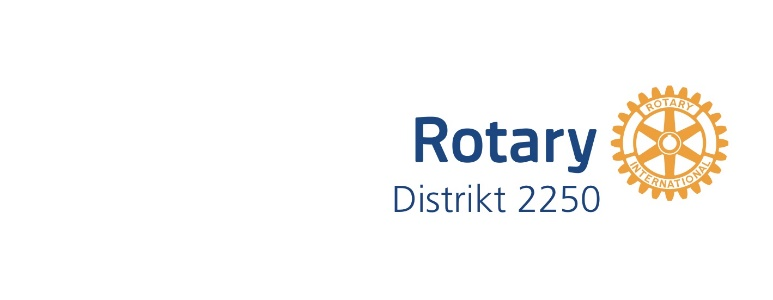 Rotary
Distrikt 2250
ROTARY
INTERNATIONAL